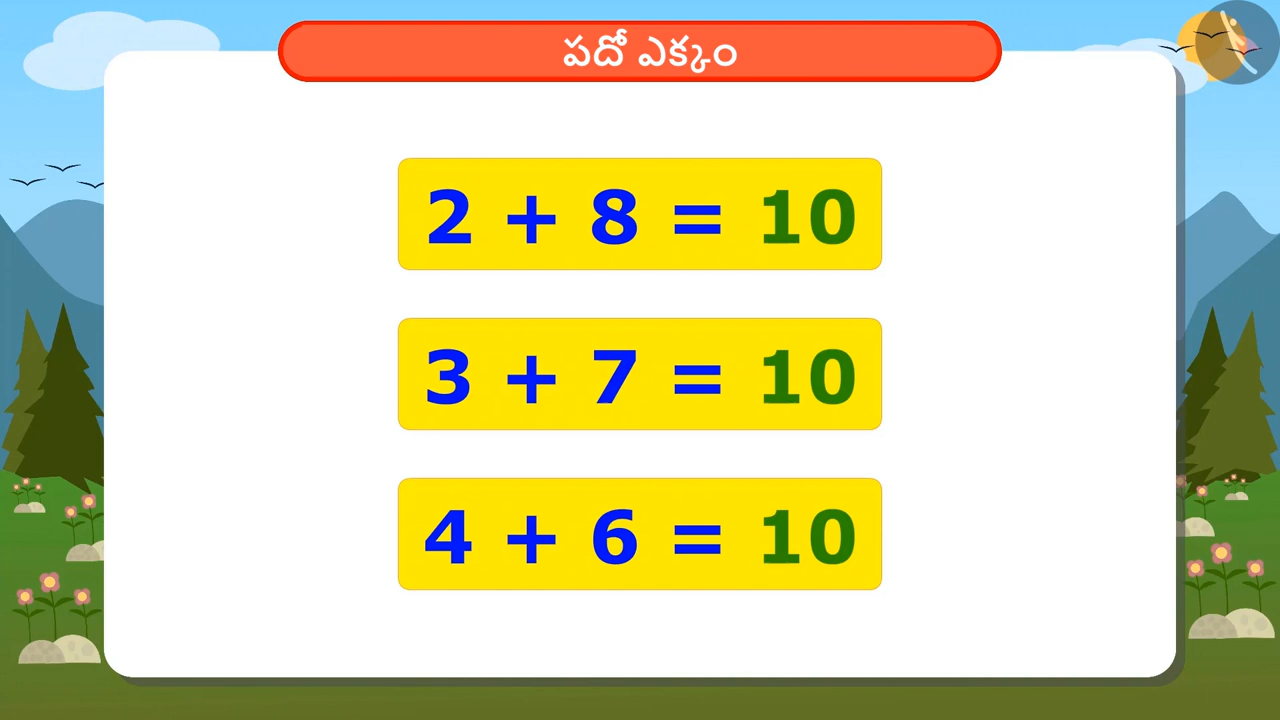 పదో ఎక్కం
2 + 8 = 10
3 + 7 = 10
4 + 6 = 10